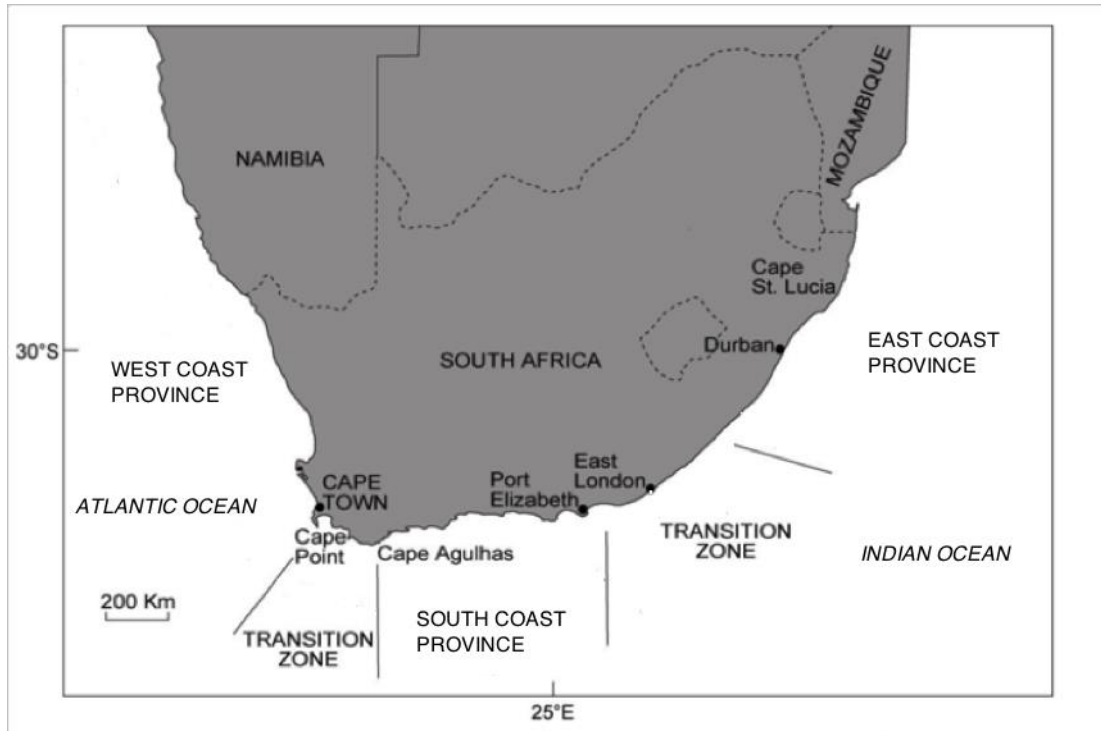 MOZAMBIQUE
NAMIBIA
Cape
St. Lucia
30°S
SOUTH AFRICA
Durban
EAST COAST
PROVINCE
WEST COAST
PROVINCE
East
London
Port
Elizabeth
CAPE
TOWN
ATLANTIC OCEAN
TRANSITION
ZONE
Cape
Point
Cape Agulhas
INDIAN OCEAN
200 Km
SOUTH COAST
PROVINCE
TRANSITION
ZONE
25°E